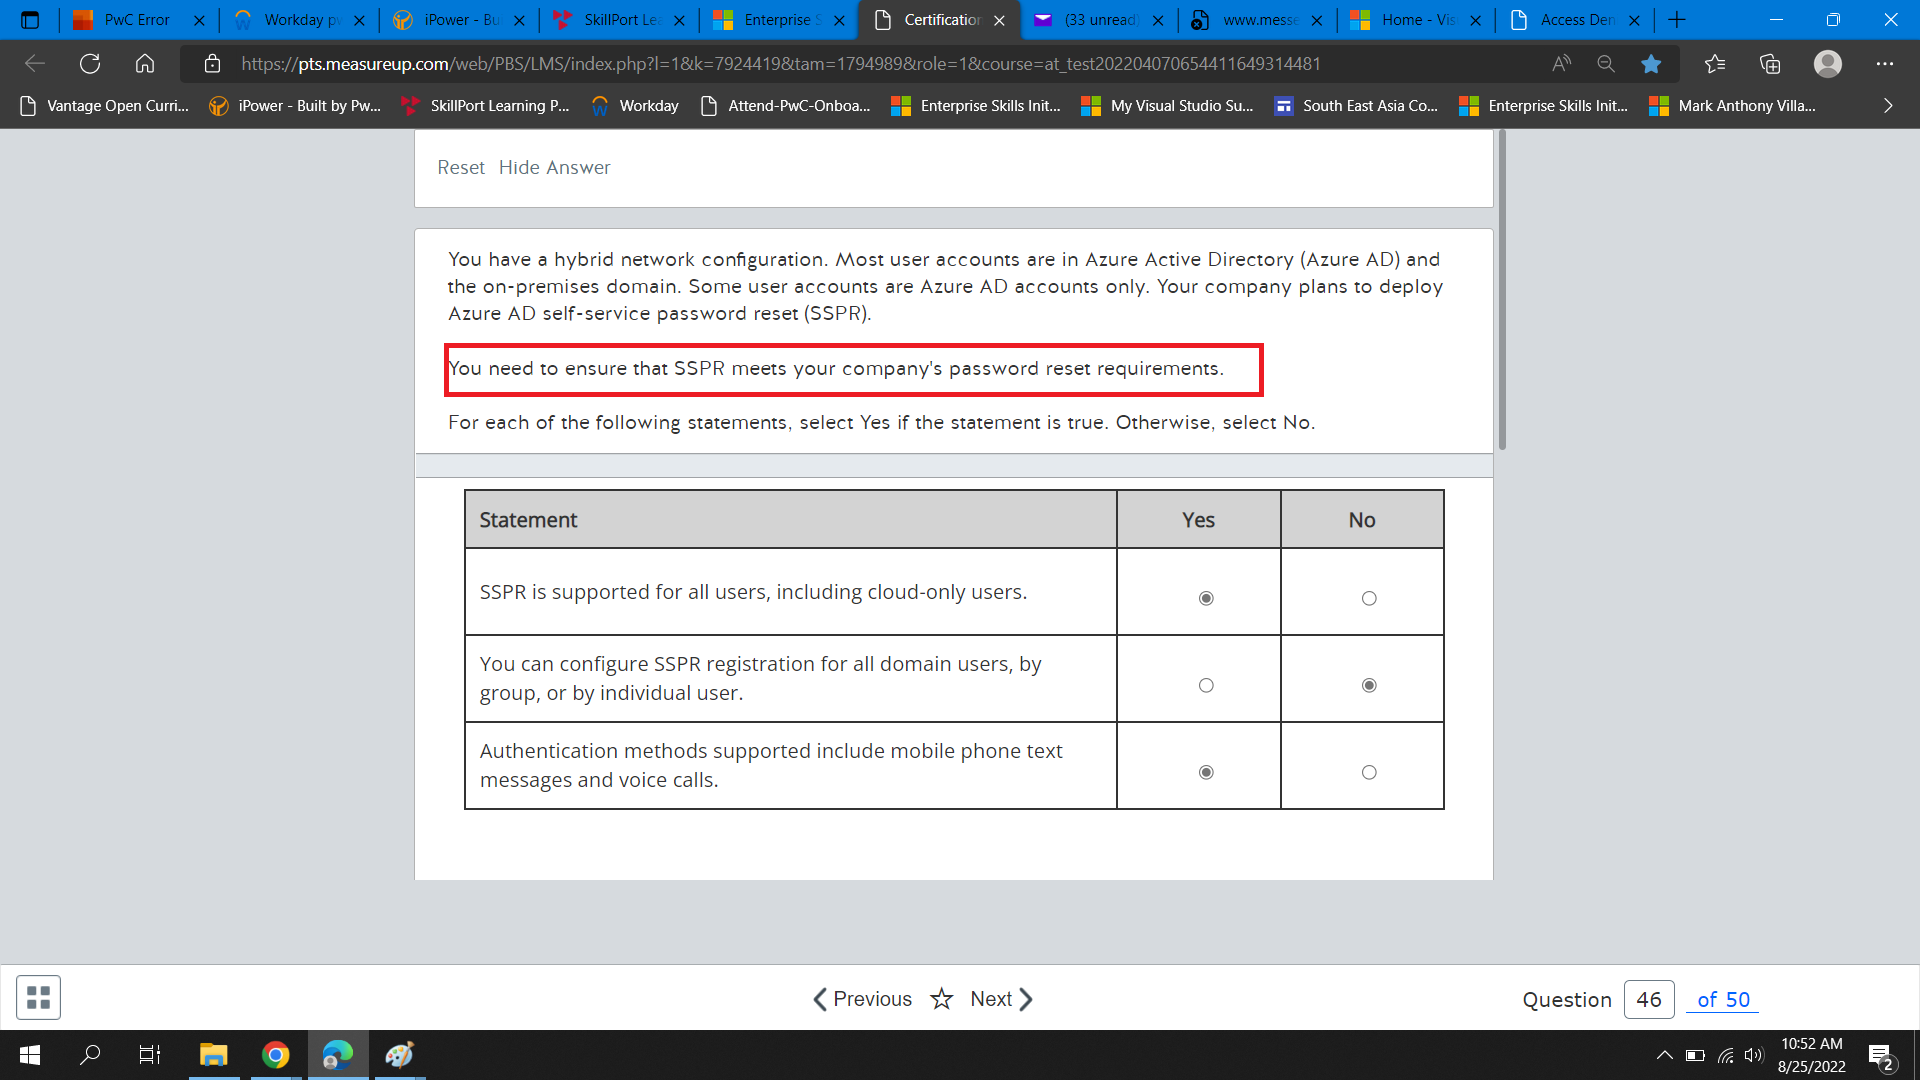 PwC Error
Workday p
iPower - Bu
SkillPort Lea
Enterprise S
Certification
(33 unread)
www.messe
Home - Vis
Access Den
https://pts.measureup.com/web/PBS/LMS/index.php?l=1&k=7924419&tam=1794989&role=1&course=at_test202204070654411649314481
Vantage Open Curri...
iPower - Built by Pw...
SkillPort Learning P...
Workday
Attend-PwC-Onboa...
Enterprise Skills Init...
My Visual Studio Su...
South East Asia Co...
Enterprise Skills Init...
Mark Anthony Villa...
Reset Hide Answer
You have a hybrid network configuration. Most user accounts are in Azure Active Directory (Azure AD) and
the on-premises domain. Some user accounts are Azure AD accounts only. Your company plans to deploy
Azure AD self-service password reset (SSPR).
You need to ensure that SSPR meets your company's password reset requirements.
For each of the following statements, select Yes if the statement is true. Otherwise, select No.
Statement Yes No
SSPR is supported for all users, including cloud-only users.
You can configure SSPR registration for all domain users, by
group, or by individual user.
Authentication methods supported include mobile phone text
messages and voice calls.
Previous Next
Question 46 of 50
10:52 AM
8/25/2022
2